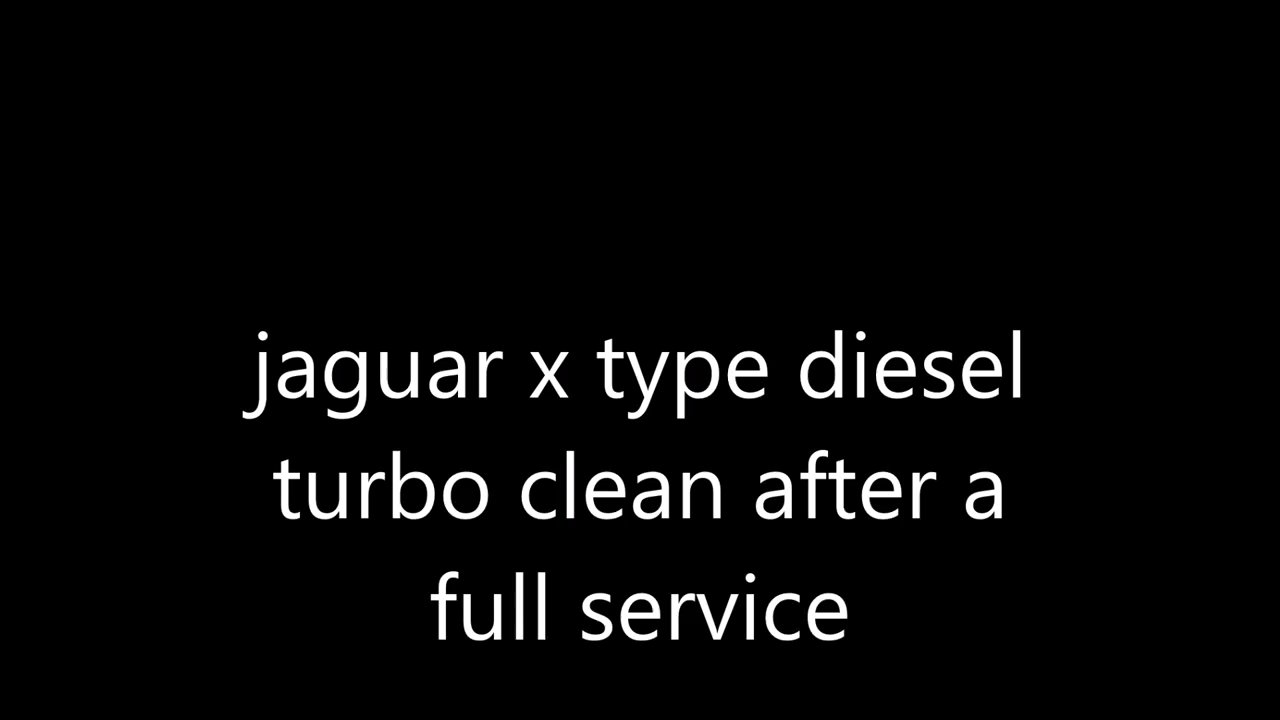 jaguar x type diesel
turbo clean after a
full service